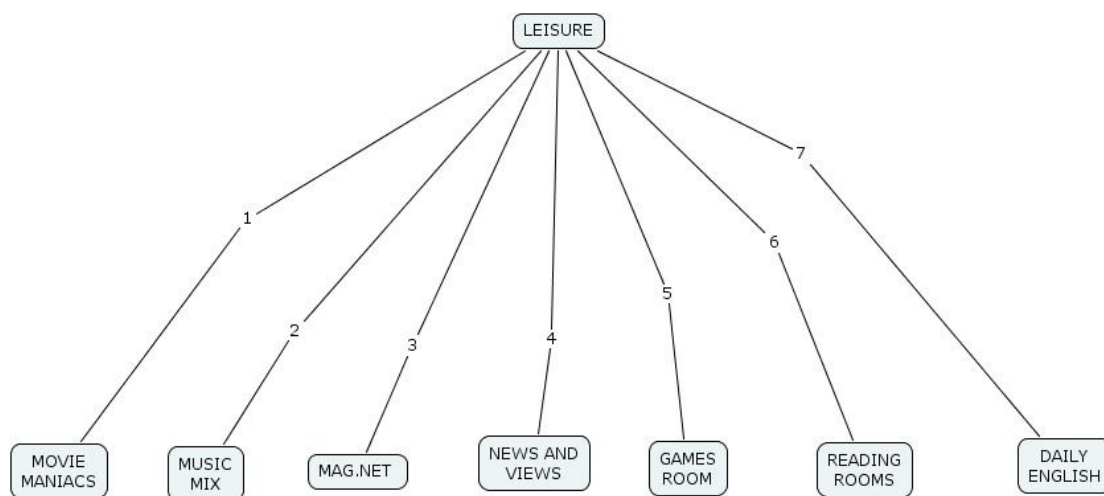 LEISURE
7
1
6
5
2
4
3
MOVIE
MANIACS
MUSIC
MIX
MAG.NET
NEWS AND
VIEWS
GAMES
ROOM
READING
ROOMS
DAILY
ENGLISH